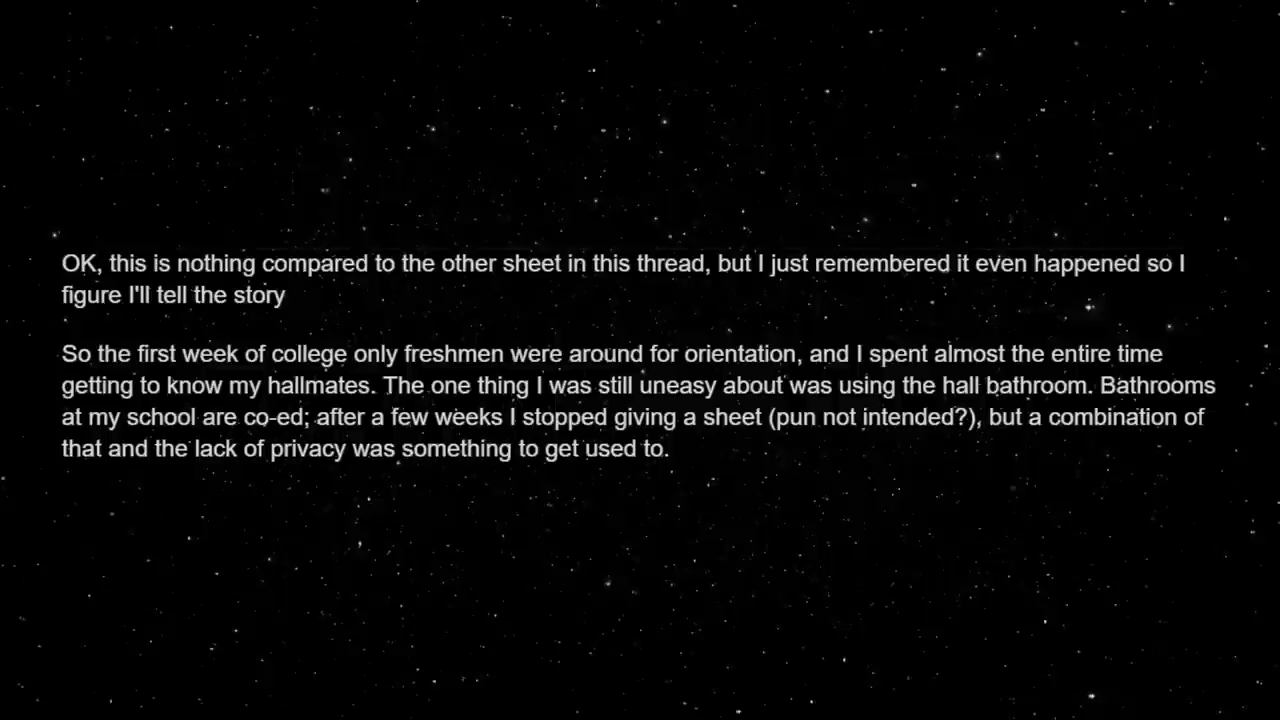 OK, this is nothing compared to the other sheet in this thread, but I just remembered it even happened so I
figure I'll tell the story
So the first week of college only freshmen were around for orientation, and I spent almost the entire time
getting to know my hallmates. The one thing I was still uneasy about was using the hall bathroom. Bathrooms
at my school are co-ed; after a few weeks I stopped giving a sheet (pun not intended?), but a combination of
that and the lack of privacy was something to get used to.